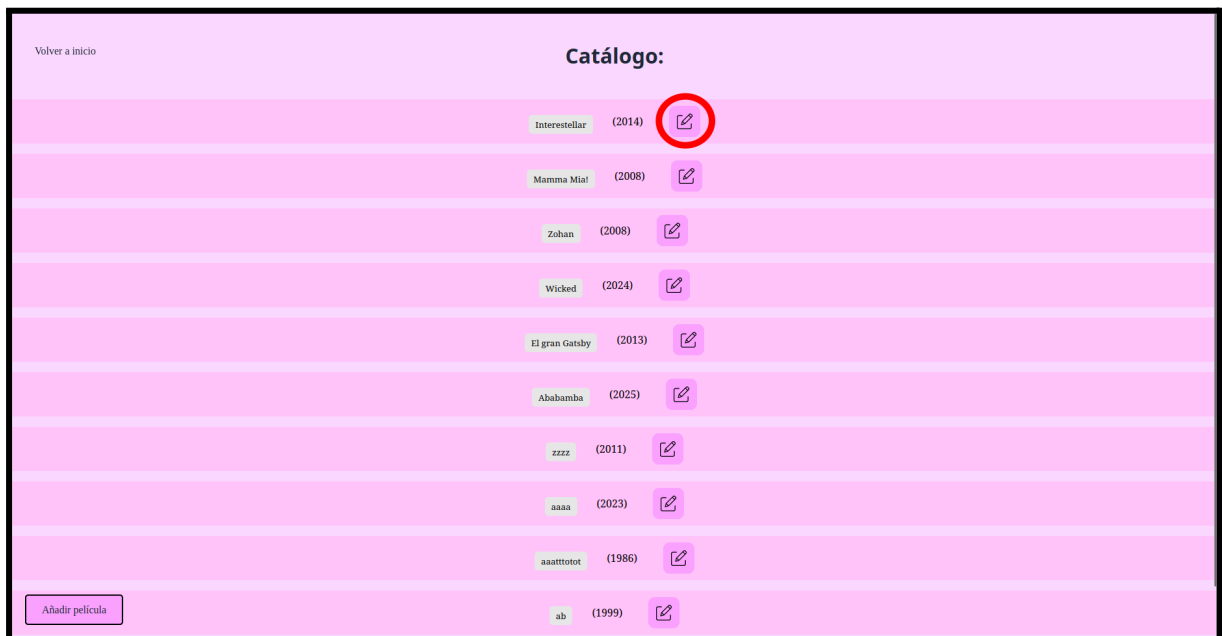 Volver a inicio
Catálogo:
Interestellar (2014)
Mamma Mia! (2008)
Zohan (2008)
Wicked (2024)
El gran Gatsby (2013)
Ababamba (2025)
zzzz (2011)
aaaa (2023)
aaatttotot (1986)
ab (1999)
Añadir película